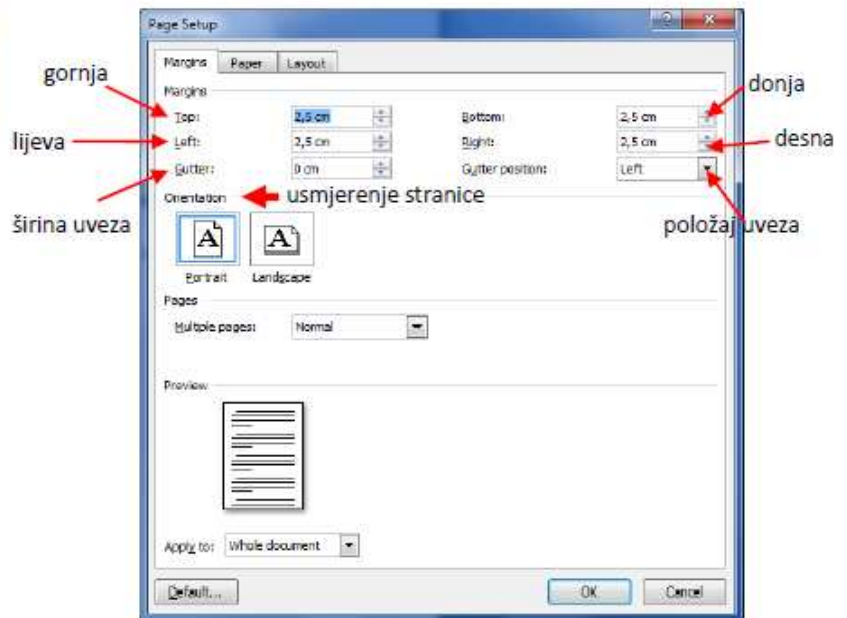 Page Setup
Margins Paper Layout
Margins
gornja
donja
Top: 2,5 cm Bottom: 2,5 cm
lijeva
desna
Left: 2,5 cm Right: 2,5 cm
Gutter: 0 cm Gutter position: Left
širina uveza
položaj uveza
Orientation usmjerenje stranice
A A
Portrait Landscape
Pages
Multiple pages: Normal
Preview
Apply to: Whole document
Default... OK Cancel